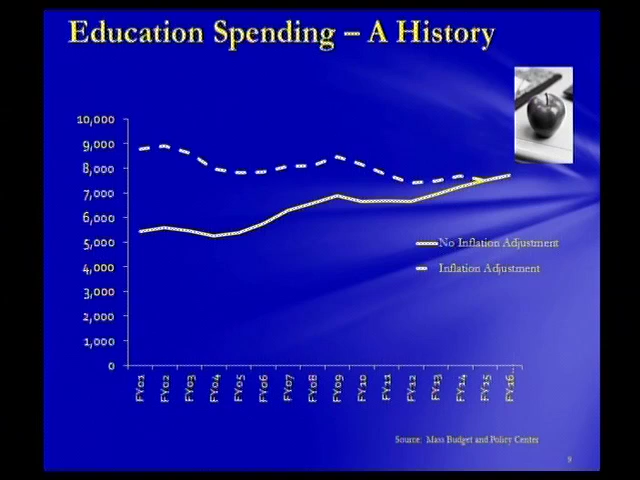 Education Spending – A History
10,000
9,000
8,000
7,000
6,000
5,000
4,000
3,000
2,000
1,000
0
No Inflation Adjustment
Inflation Adjustment
FY01 FY02 FY03 FY04 FY05 FY06 FY07 FY08 FY09 FY10 FY11 FY12 FY13 FY14 FY15 FY16...
Source: Mass Budget and Policy Center
9